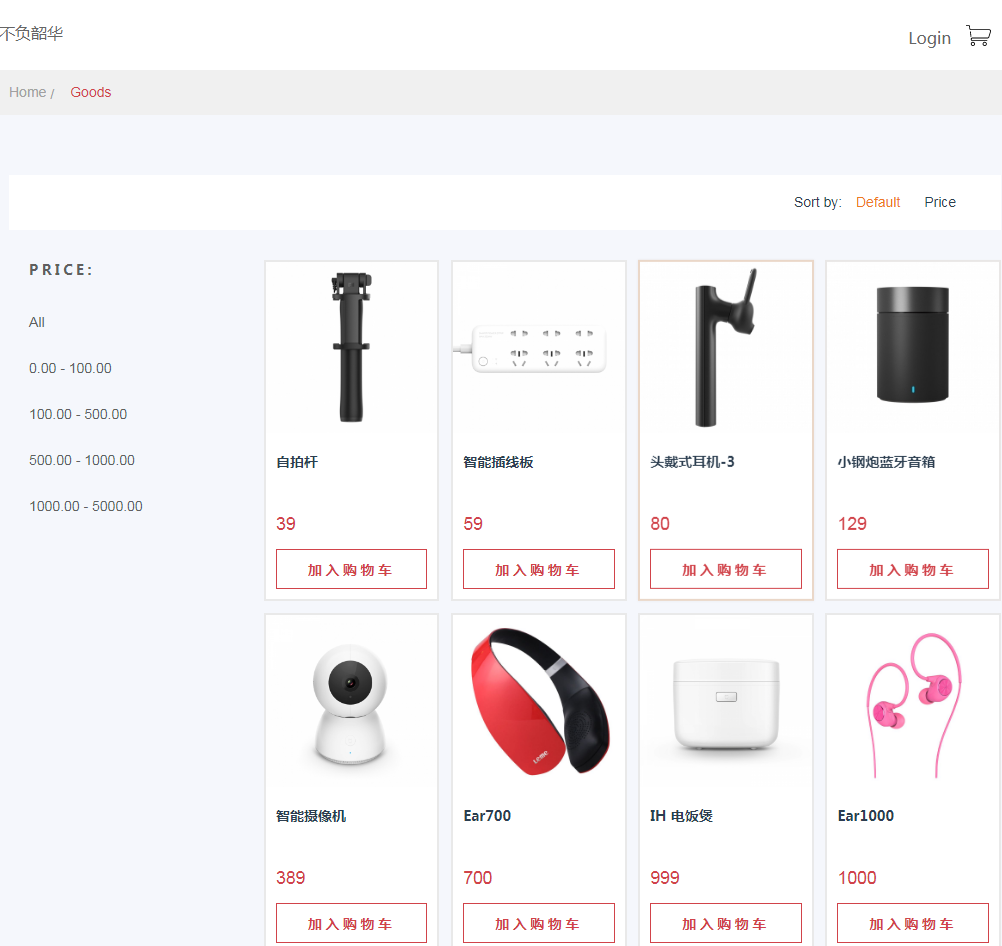 不负韶华
Login
Home / Goods
Sort by: Default Price
PRICE:
All
0.00 - 100.00
100.00 - 500.00
500.00 - 1000.00
1000.00 - 5000.00
自拍杆
39
加入购物车
智能插线板
59
加入购物车
头戴式耳机-3
80
加入购物车
小钢炮蓝牙音箱
129
加入购物车
智能摄像机
389
加入购物车
Ear700
700
加入购物车
IH 电饭煲
999
加入购物车
Ear1000
1000
加入购物车